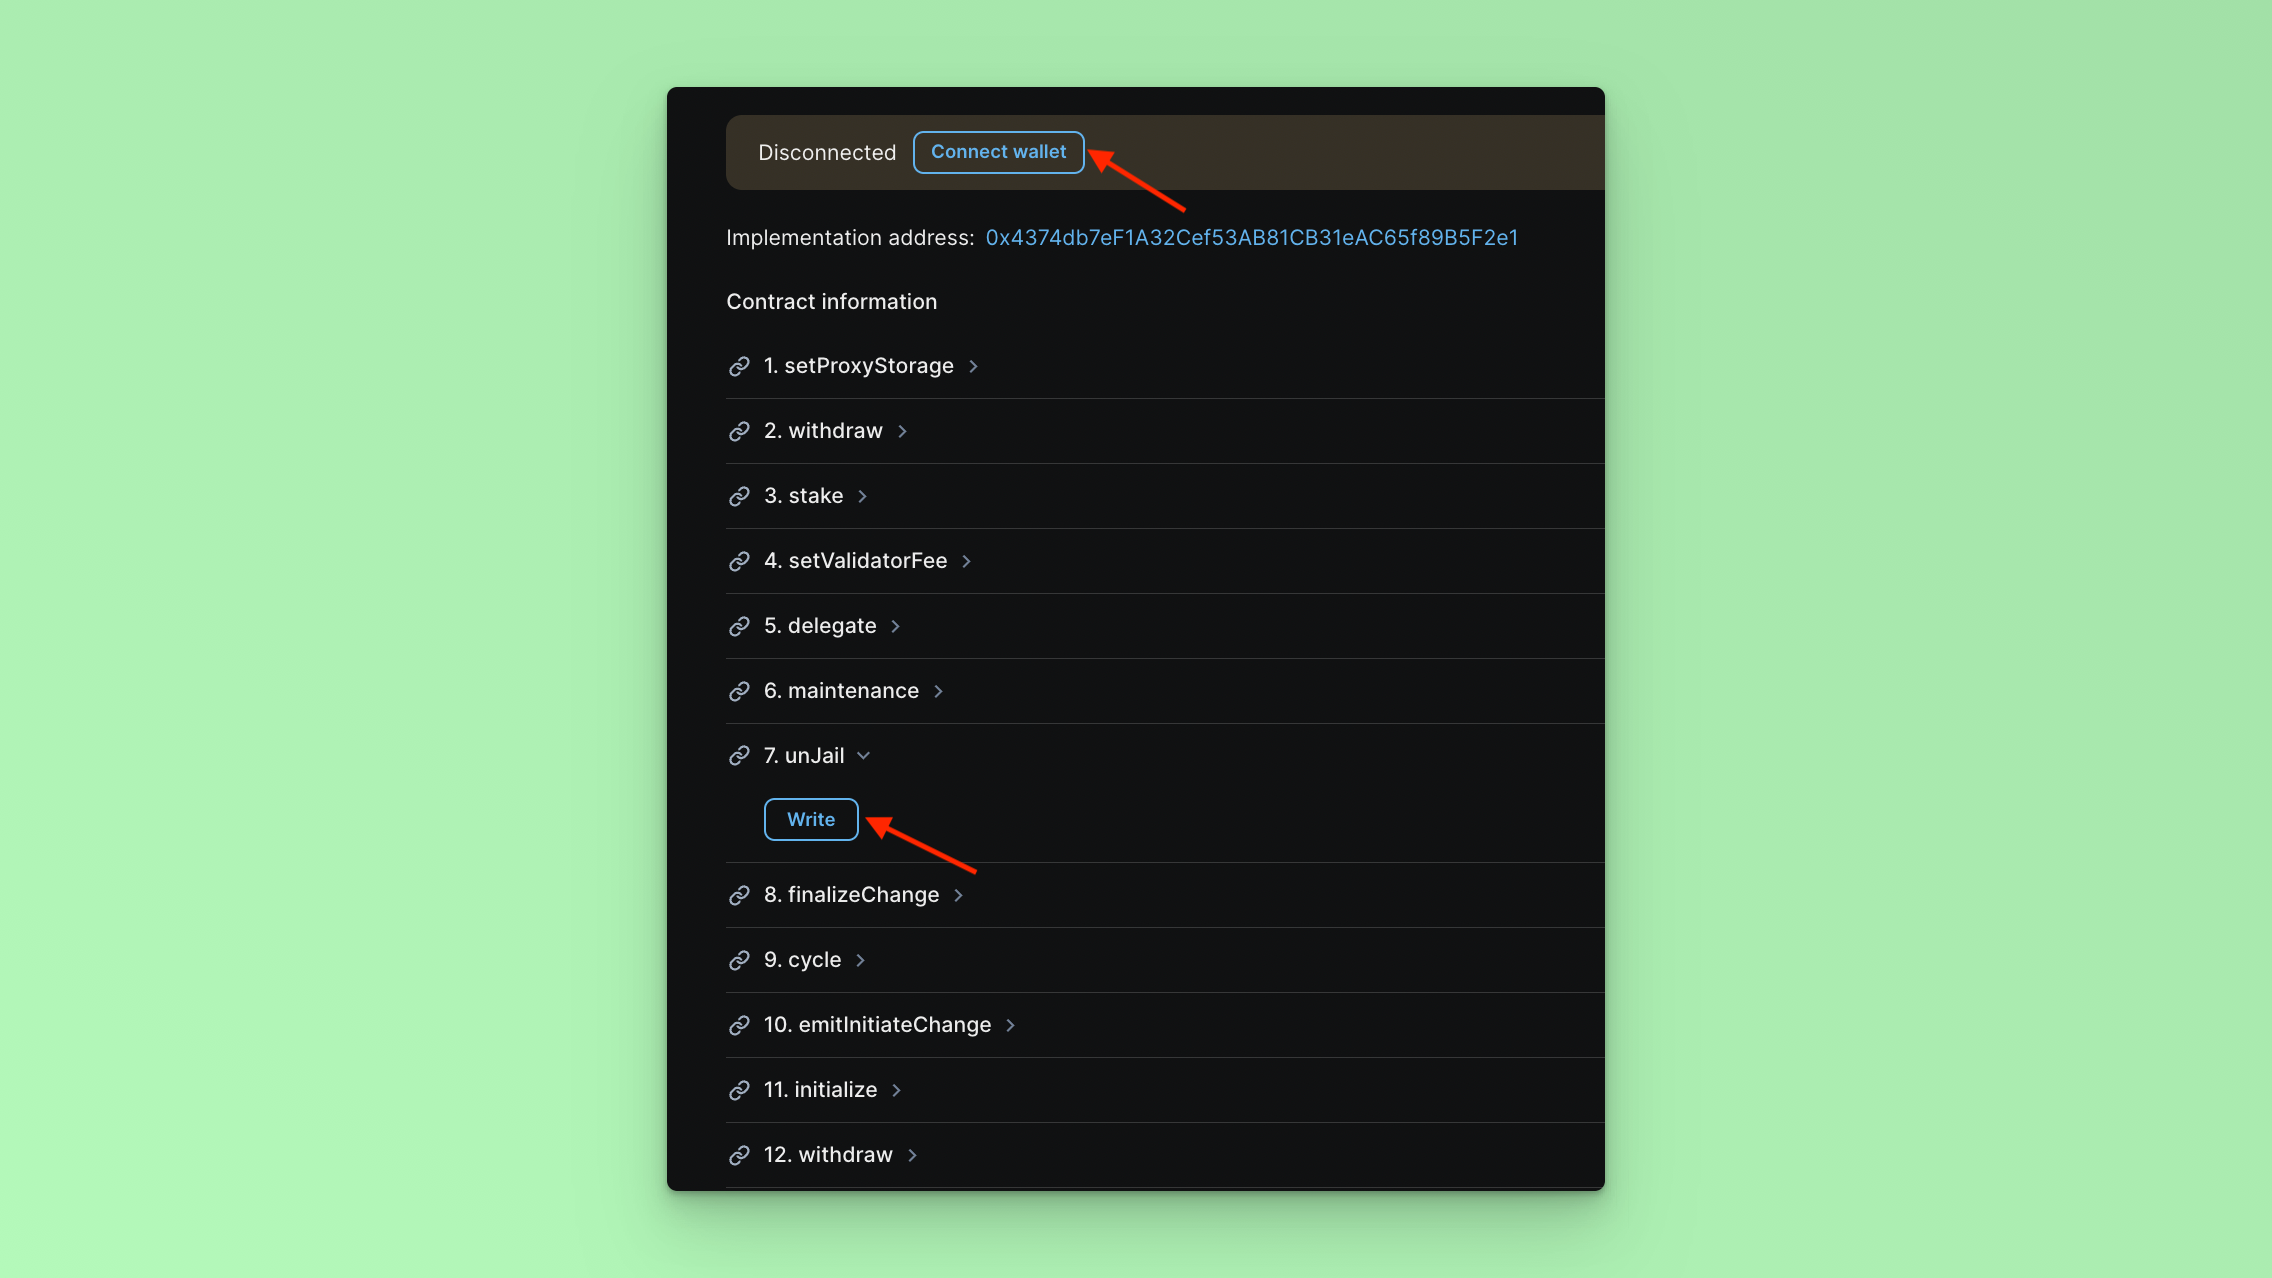 Disconnected Connect wallet
Implementation address: 0x4374db7eF1A32Cef53AB81CB31eAC65f89B5F2e1
Contract information
1. setProxyStorage
2. withdraw
3. stake
4. setValidatorFee
5. delegate
6. maintenance
7. unJail
Write
8. finalizeChange
9. cycle
10. emitInitiateChange
11. initialize
12. withdraw